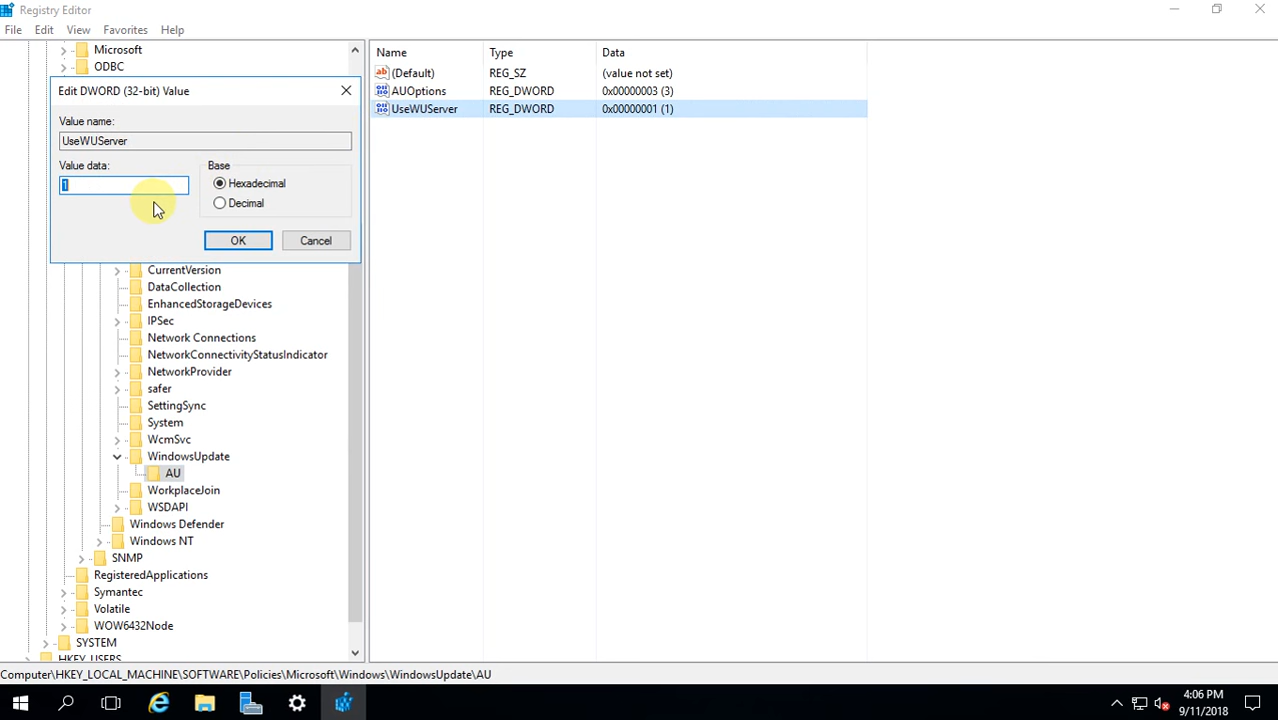 Registry Editor
File Edit View Favorites Help
Microsoft
ODBC
Edit DWORD (32-bit) Value
Value name:
UseWUServer
Value data:
1
Base
Hexadecimal
Decimal
OK Cancel
CurrentVersion
DataCollection
EnhancedStorageDevices
IPSec
Network Connections
NetworkConnectivityStatusIndicator
NetworkProvider
safer
SettingSync
System
WcmSvc
WindowsUpdate
AU
WorkplaceJoin
WSDAPI
Windows Defender
Windows NT
SNMP
RegisteredApplications
Symantec
Volatile
WOW6432Node
SYSTEM
HKEY_USERS
Name Type Data
(Default) REG_SZ (value not set)
AUOptions REG_DWORD 0x00000003 (3)
UseWUServer REG_DWORD 0x00000001 (1)
Computer\HKEY_LOCAL_MACHINE\SOFTWARE\Policies\Microsoft\Windows\WindowsUpdate\AU
4:06 PM
9/11/2018